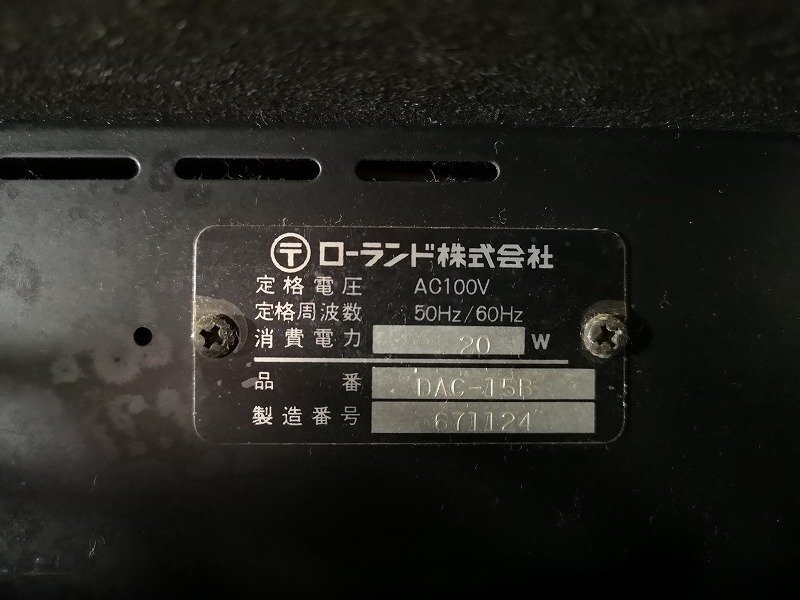 〒 ローランド株式会社
定格電圧 AC100V
定格周波数 50Hz/60Hz
消費電力 20 W
品番 DAC-15B
製造番号 671124